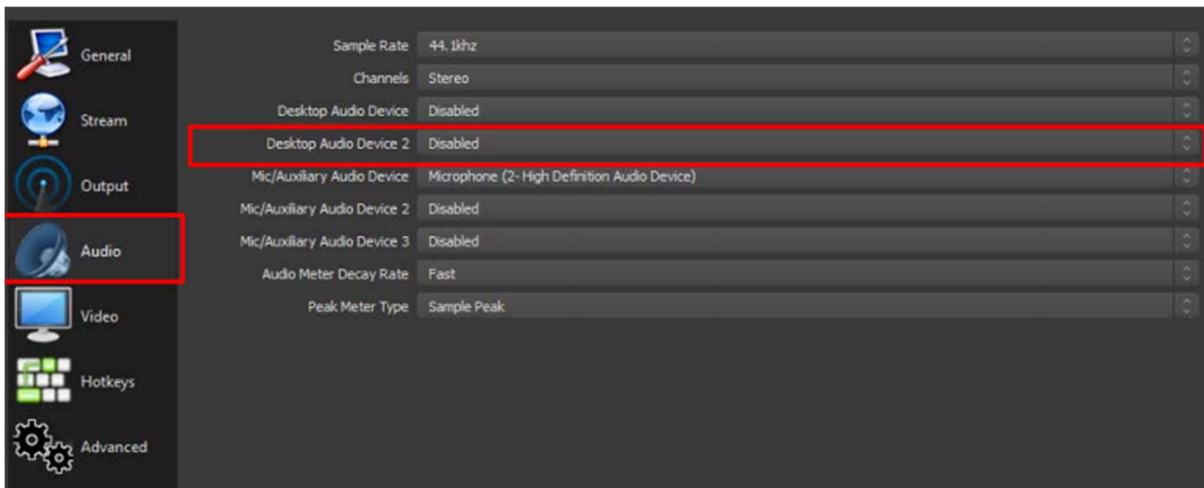 General
Stream
Output
Audio
Video
Hotkeys
Advanced
Sample Rate 44.1khz
Channels Stereo
Desktop Audio Device Disabled
Desktop Audio Device 2 Disabled
Mic/Auxiliary Audio Device Microphone (2- High Definition Audio Device)
Mic/Auxiliary Audio Device 2 Disabled
Mic/Auxiliary Audio Device 3 Disabled
Audio Meter Decay Rate Fast
Peak Meter Type Sample Peak